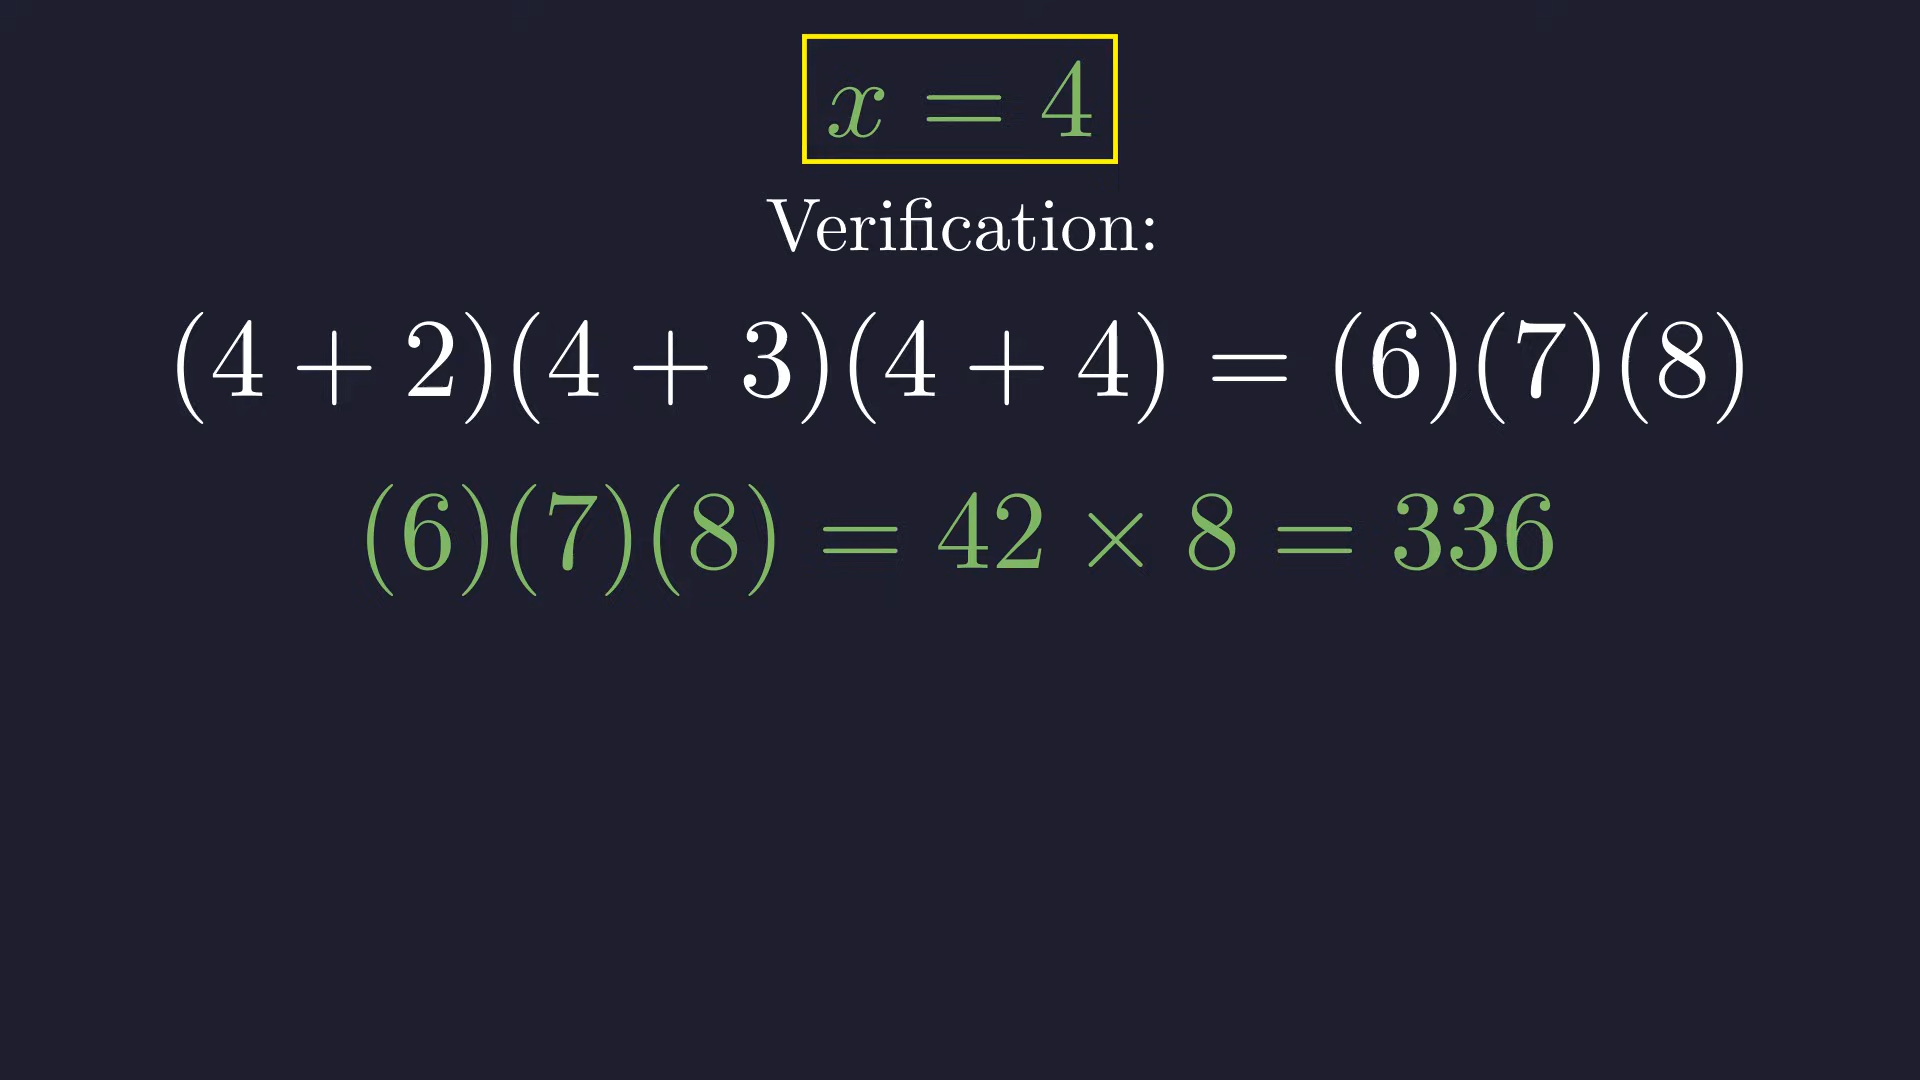 x = 4
Verification:
(4 + 2)(4 + 3)(4 + 4) = (6)(7)(8)
(6)(7)(8) = 42 × 8 = 336